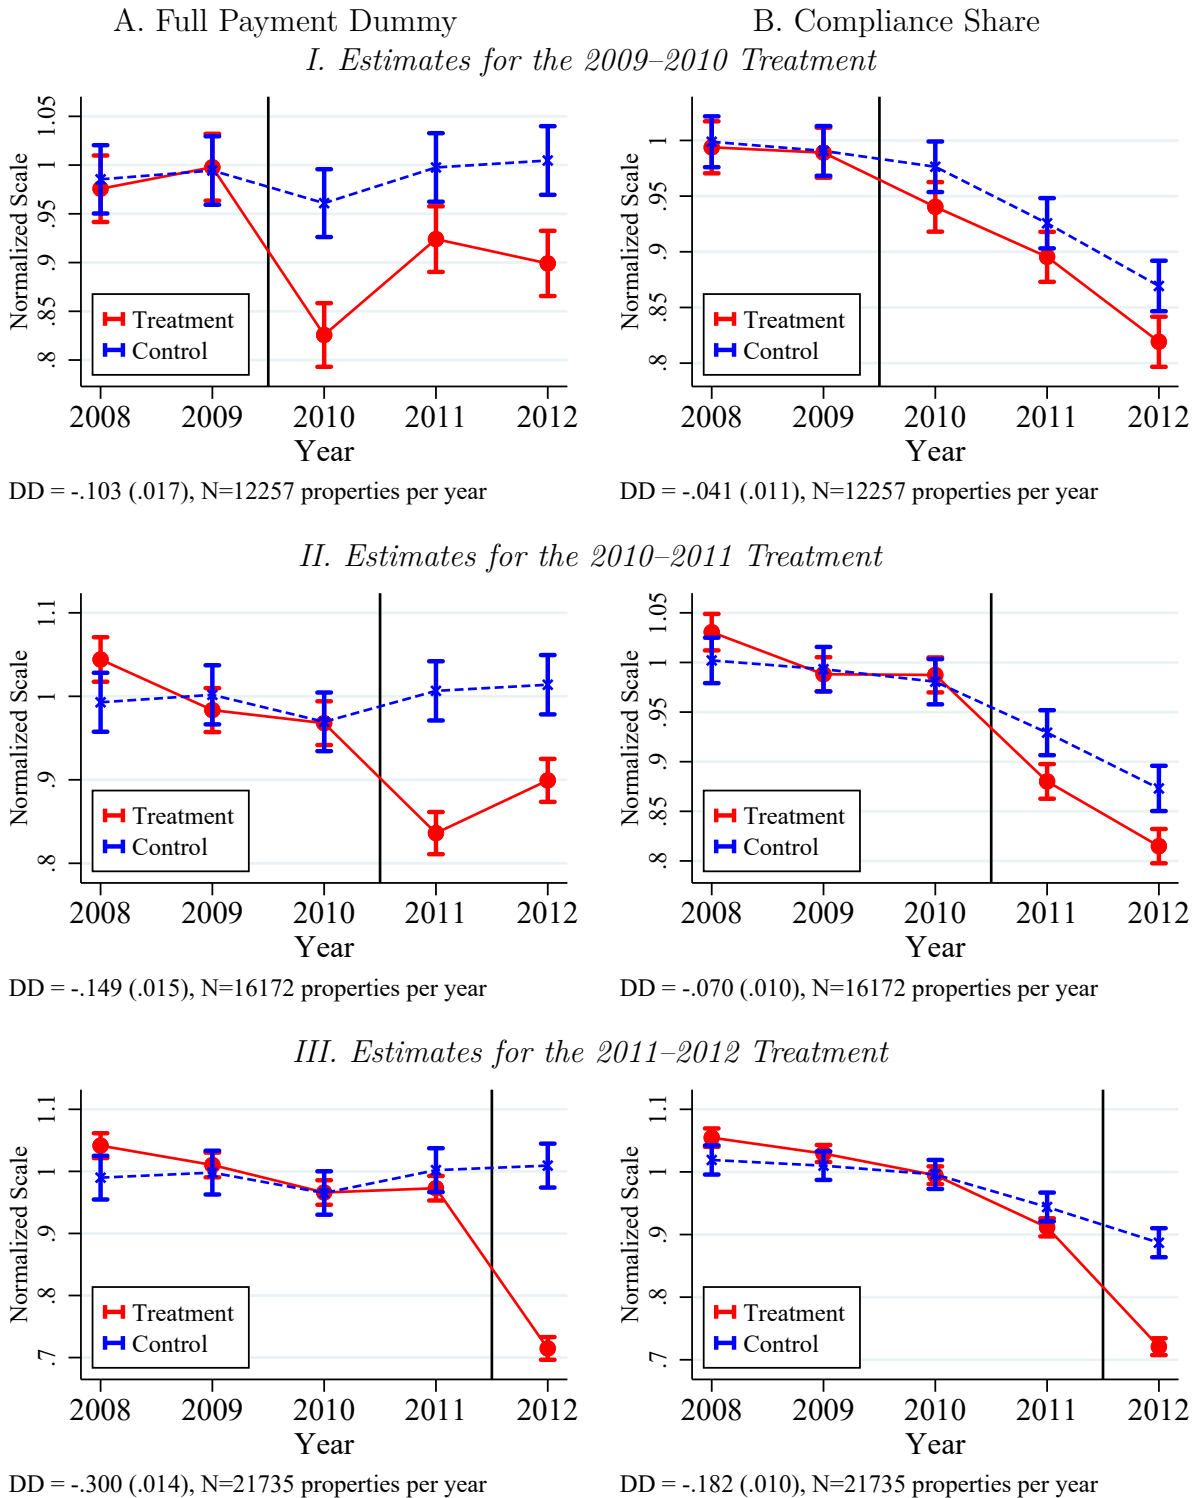 A. Full Payment Dummy
B. Compliance Share
I. Estimates for the 2009–2010 Treatment
Normalized Scale
1.05
1
.95
.9
.85
.8
Treatment
Control
2008 2009 2010 2011 2012
Year
DD = -.103 (.017), N=12257 properties per year
Normalized Scale
1
.95
.9
.85
.8
Treatment
Control
2008 2009 2010 2011 2012
Year
DD = -.041 (.011), N=12257 properties per year
II. Estimates for the 2010–2011 Treatment
Normalized Scale
1.1
1
.9
.8
Treatment
Control
2008 2009 2010 2011 2012
Year
DD = -.149 (.015), N=16172 properties per year
Normalized Scale
1.05
1
.95
.9
.85
.8
Treatment
Control
2008 2009 2010 2011 2012
Year
DD = -.070 (.010), N=16172 properties per year
III. Estimates for the 2011–2012 Treatment
Normalized Scale
1.1
1
.9
.8
.7
Treatment
Control
2008 2009 2010 2011 2012
Year
DD = -.300 (.014), N=21735 properties per year
Normalized Scale
1.1
1
.9
.8
.7
Treatment
Control
2008 2009 2010 2011 2012
Year
DD = -.182 (.010), N=21735 properties per year